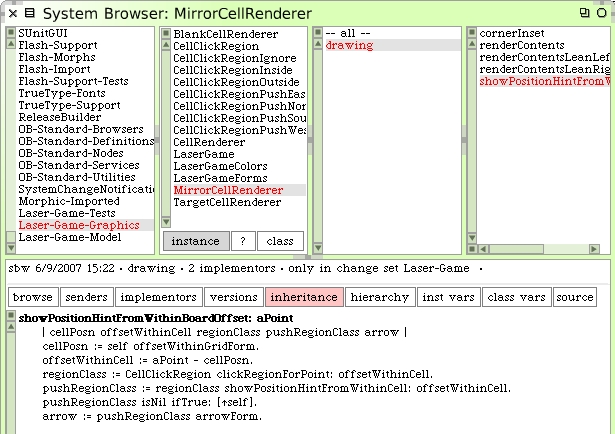 System Browser: MirrorCellRenderer
SUnitGUI
Flash-Support
Flash-Morphs
Flash-Import
Flash-Support-Tests
TrueType-Fonts
TrueType-Support
ReleaseBuilder
OB-Standard-Browsers
OB-Standard-Definitions
OB-Standard-Nodes
OB-Standard-Services
OB-Standard-Utilities
SystemChangeNotificatio
Morphic-Imported
Laser-Game-Tests
Laser-Game-Graphics
Laser-Game-Model
BlankCellRenderer
CellClickRegion
CellClickRegionIgnore
CellClickRegionInside
CellClickRegionOutside
CellClickRegionPushEas
CellClickRegionPushNor
CellClickRegionPushSou
CellClickRegionPushWes
CellRenderer
LaserGame
LaserGameColors
LaserGameForms
MirrorCellRenderer
TargetCellRenderer
instance ? class
-- all --
drawing
cornerInset
renderContents
renderContentsLeanLef
renderContentsLeanRig
showPositionHintFromW
sbw 6/9/2007 15:22 · drawing · 2 implementors · only in change set Laser-Game ·
browse senders implementors versions inheritance hierarchy inst vars class vars source
showPositionHintFromWithinBoardOffset: aPoint
| cellPosn offsetWithinCell regionClass pushRegionClass arrow |
cellPosn := self offsetWithinGridForm.
offsetWithinCell := aPoint - cellPosn.
regionClass := CellClickRegion clickRegionForPoint: offsetWithinCell.
pushRegionClass := regionClass showPositionHintFromWithinCell: offsetWithinCell.
pushRegionClass isNil ifTrue: [↑self].
arrow := pushRegionClass arrowForm.